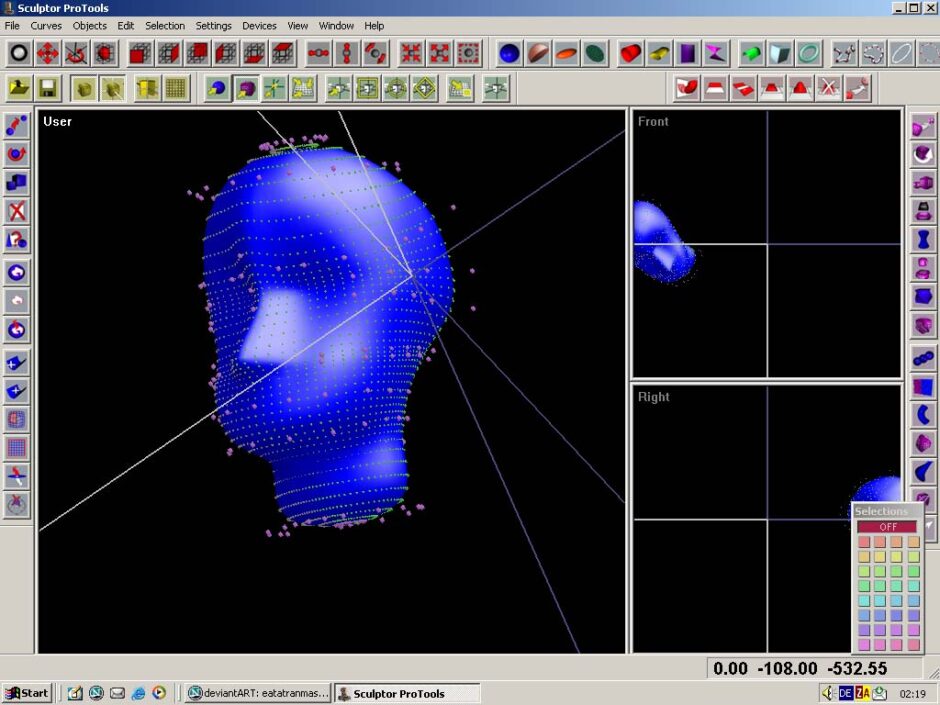 Sculptor ProTools
File Curves Objects Edit Selection Settings Devices View Window Help
User
Front
Right
Selections
OFF
0.00 -108.00 -532.55
Start
deviantART: eatatranmas...
Sculptor ProTools
DE
ZA
02:19